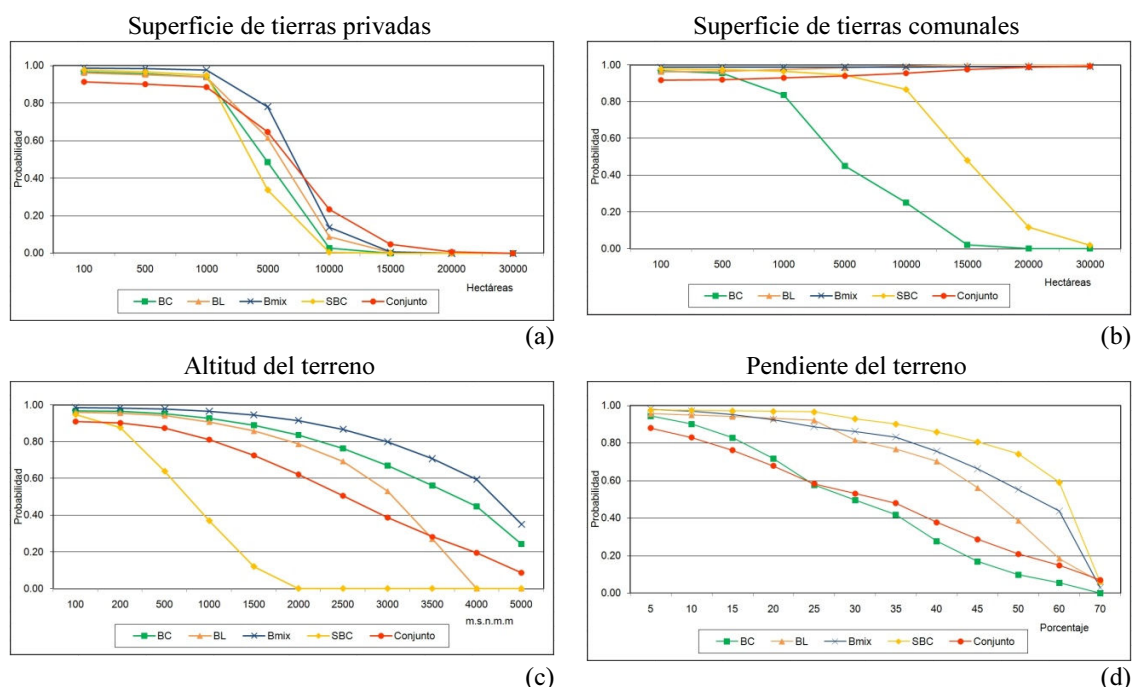 Superficie de tierras privadas
Probabilidad
1.00
0.80
0.60
0.40
0.20
0.00
100 500 1000 5000 10000 15000 20000 30000
Hectáreas
BC BL Bmix SBC Conjunto
(a)
Superficie de tierras comunales
Probabilidad
1.00
0.80
0.60
0.40
0.20
0.00
100 500 1000 5000 10000 15000 20000 30000
Hectáreas
BC BL Bmix SBC Conjunto
(b)
Altitud del terreno
Probabilidad
1.00
0.80
0.60
0.40
0.20
0.00
100 200 500 1000 1500 2000 2500 3000 3500 4000 5000
m.s.n.m.m
BC BL Bmix SBC Conjunto
(c)
Pendiente del terreno
Probabilidad
1.00
0.80
0.60
0.40
0.20
0.00
5 10 15 20 25 30 35 40 45 50 60 70
Porcentaje
BC BL Bmix SBC Conjunto
(d)